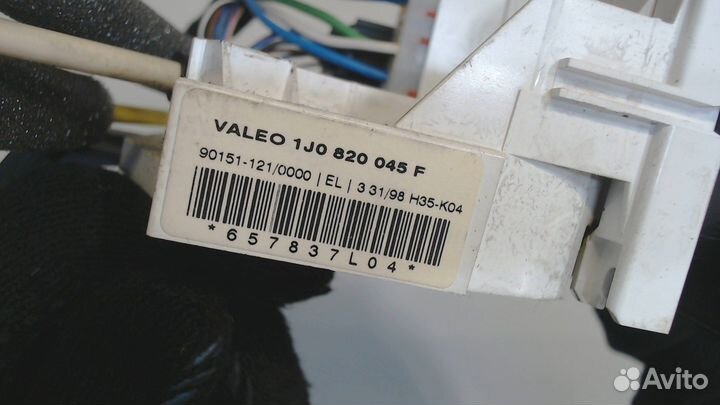 VALEO 1J0 820 045 F
90151-121/0000 | EL | 3 31/98 H35-K04
*657837L04*
Avito